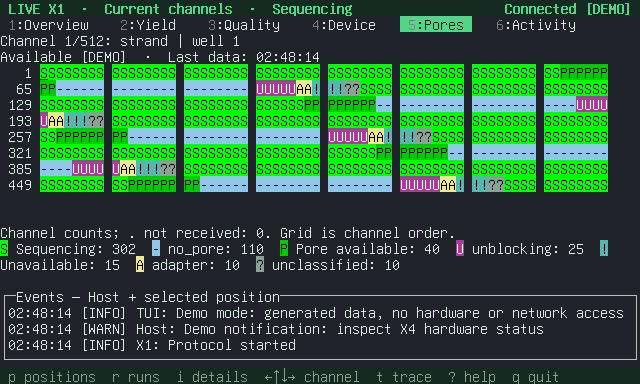 LIVE X1 · Current channels · Sequencing Connected [DEMO]
1:Overview 2:Yield 3:Quality 4:Device 5:Pores 6:Activity
Channel 1/512: strand | well 1
Available [DEMO] · Last data: 02:48:14
1 SSSSSSSS SSSSSSSS SSSSSSSS SSSSSSSS SSSSSSSS SSSSSSSS SSSSSSSS SSPPPPPP
65 PP------ -------- -------- UUUUUAA! !!??SSSS SSSSSSSS SSSSSSSS SSSSSSSS
129 SSSSSSSS SSSSSSSS SSSSSSSS SSSSSSPP PPPPPP-- -------- -------- ----UUUU
193 UAA!!!?? SSSSSSSS SSSSSSSS SSSSSSSS SSSSSSSS SSSSSSSS SSSSSSSS SSSSSSSS
257 SSPPPPPP PP------ -------- -------- UUUUUAA! !!??SSSS SSSSSSSS SSSSSSSS
321 SSSSSSSS SSSSSSSS SSSSSSSS SSSSSSSS SSSSSSPP PPPPPP-- -------- --------
385 ----UUUU UAA!!!?? SSSSSSSS SSSSSSSS SSSSSSSS SSSSSSSS SSSSSSSS SSSSSSSS
449 SSSSSSSS SSPPPPPP PP------ -------- -------- UUUUUAA! !!??SSSS SSSSSSSS
Channel counts; . not received: 0. Grid is channel order.
S Sequencing: 302 - no_pore: 110 P Pore available: 40 U unblocking: 25 !
Unavailable: 15 A adapter: 10 ? unclassified: 10
Events — Host + selected position
02:48:14 [INFO] TUI: Demo mode: generated data, no hardware or network access
02:48:14 [WARN] Host: Demo notification: inspect X4 hardware status
02:48:14 [INFO] X1: Protocol started
p positions r runs i details ←↑↓→ channel t trace ? help q quit